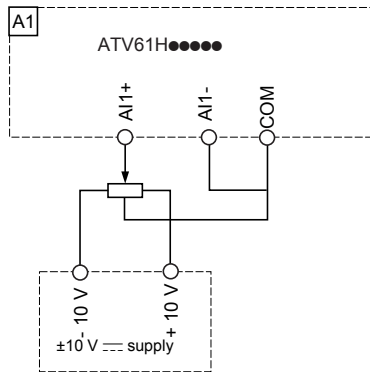 A1
ATV61H●●●●●
AI1+
AI1-
COM
- 10 V
+ 10 V
±10 V ⎓ supply